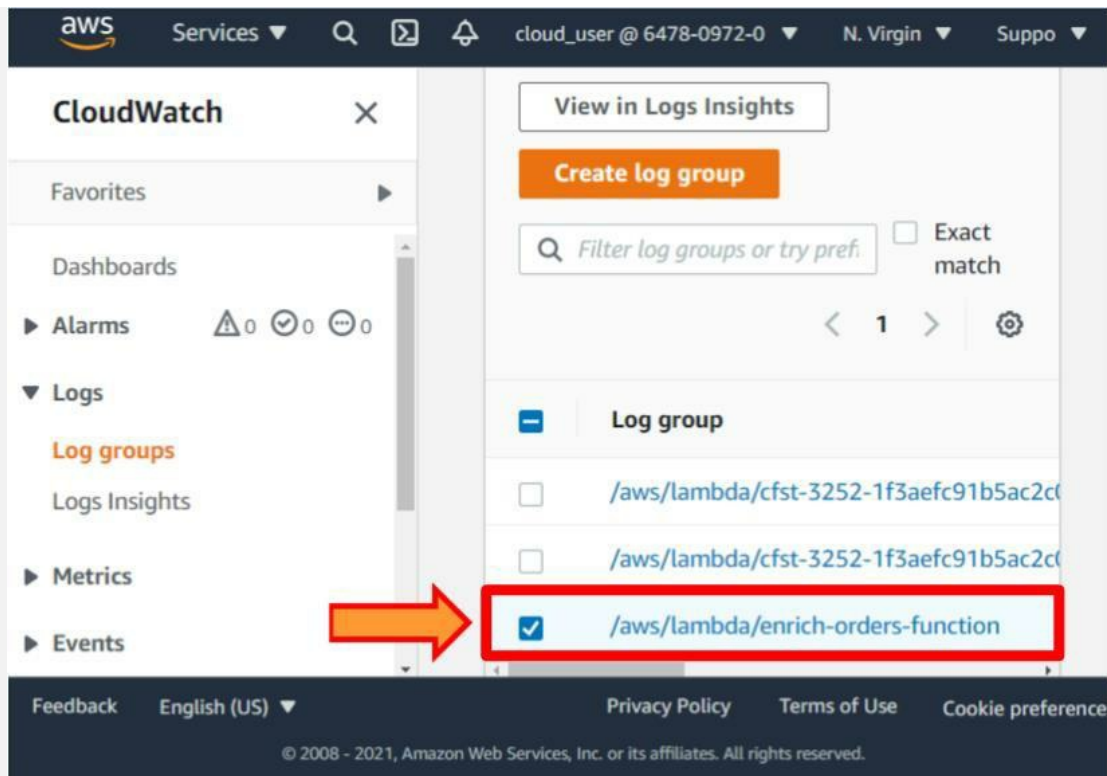 aws
Services
cloud_user @ 6478-0972-0
N. Virgin
Suppo
CloudWatch
Favorites
Dashboards
Alarms
0
0
0
Logs
Log groups
Logs Insights
Metrics
Events
View in Logs Insights
Create log group
Filter log groups or try prefi
Exact
match
1
Log group
/aws/lambda/cfst-3252-1f3aefc91b5ac2c0
/aws/lambda/cfst-3252-1f3aefc91b5ac2c0
/aws/lambda/enrich-orders-function
Feedback
English (US)
Privacy Policy
Terms of Use
Cookie preference
© 2008 - 2021, Amazon Web Services, Inc. or its affiliates. All rights reserved.